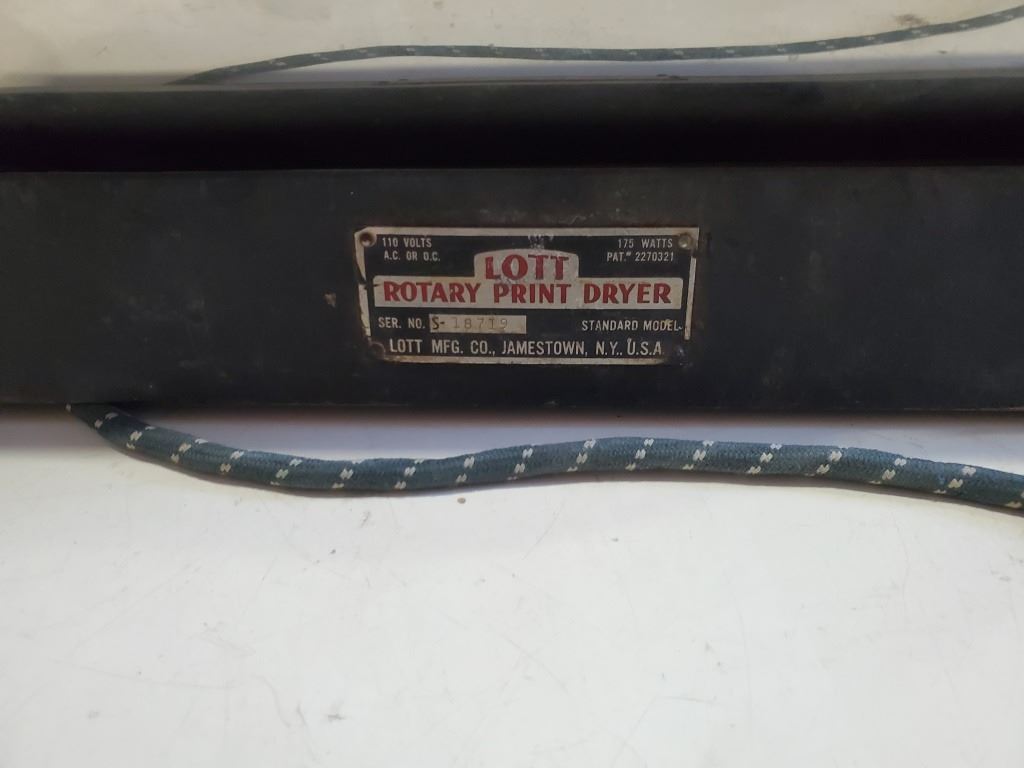 110 VOLTS 175 WATTS
A.C. OR D.C. PAT.# 2270321
LOTT
ROTARY PRINT DRYER
SER. NO. S-18719 STANDARD MODEL
LOTT MFG. CO., JAMESTOWN, N.Y., U.S.A